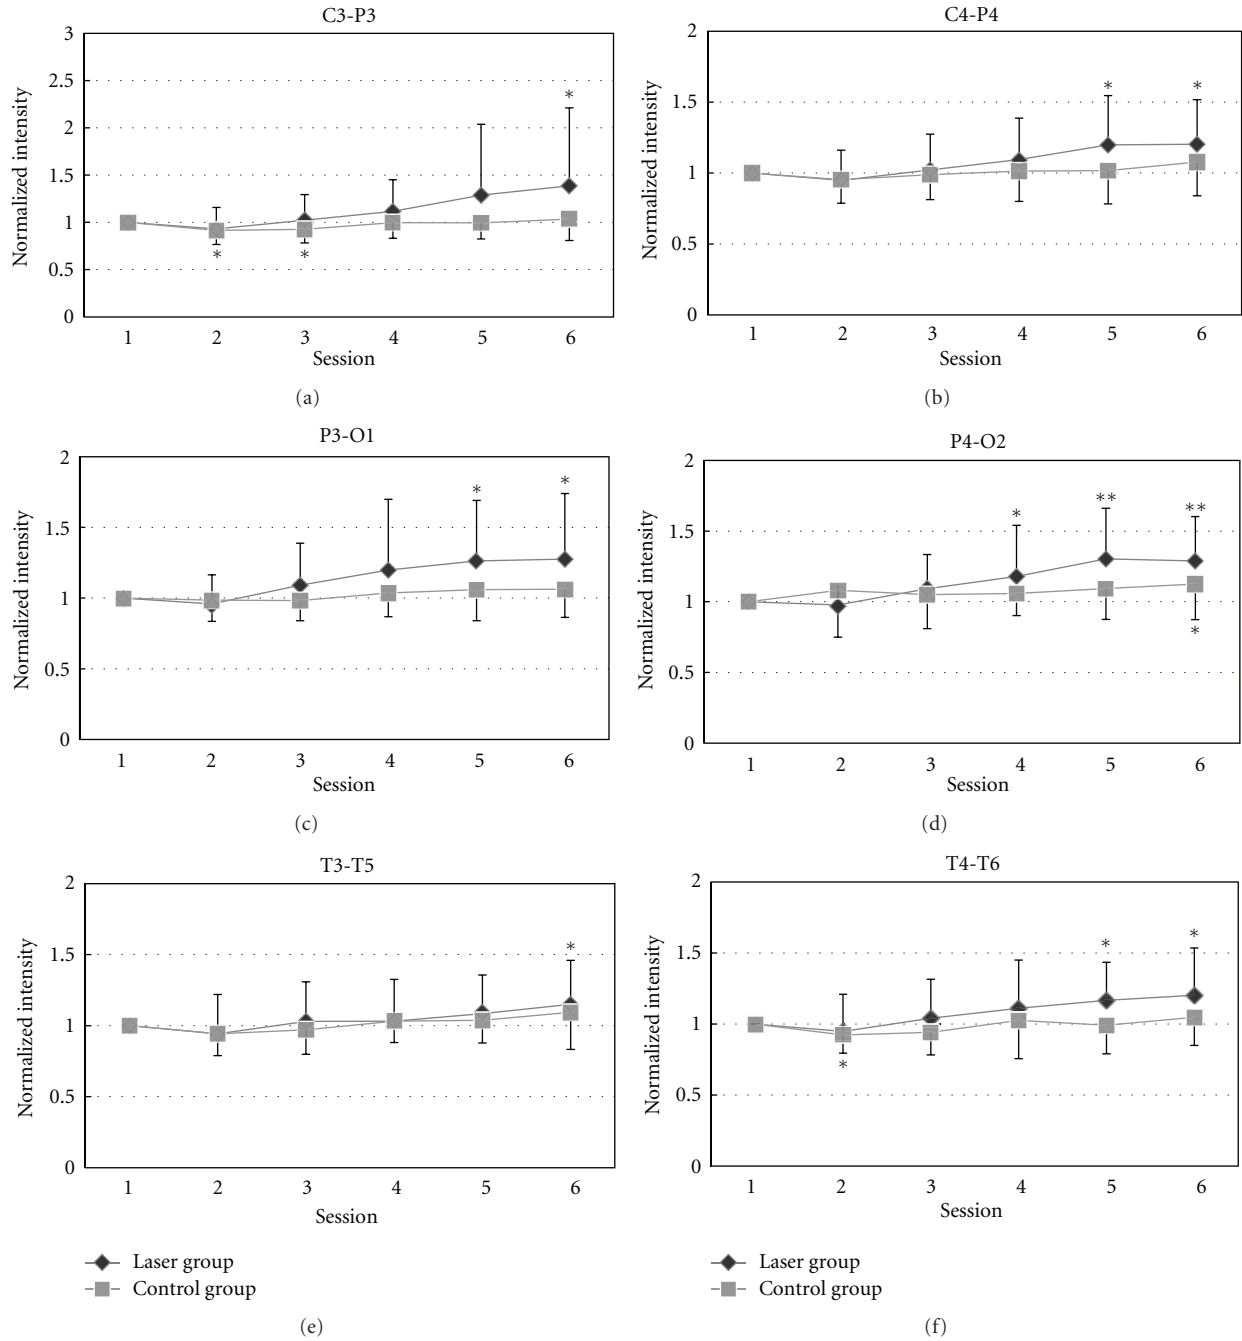 C3-P3
3
2.5
2
1.5
1
0.5
0
Normalized intensity
*
* *
1 2 3 4 5 6
Session
(a)
C4-P4
2
1.5
1
0.5
0
Normalized intensity
* *
1 2 3 4 5 6
Session
(b)
P3-O1
2
1.5
1
0.5
0
Normalized intensity
* *
1 2 3 4 5 6
Session
(c)
P4-O2
2
1.5
1
0.5
0
Normalized intensity
* ** **
*
1 2 3 4 5 6
Session
(d)
T3-T5
2
1.5
1
0.5
0
Normalized intensity
*
1 2 3 4 5 6
Session
Laser group
Control group
(e)
T4-T6
2
1.5
1
0.5
0
Normalized intensity
* *
*
1 2 3 4 5 6
Session
Laser group
Control group
(f)